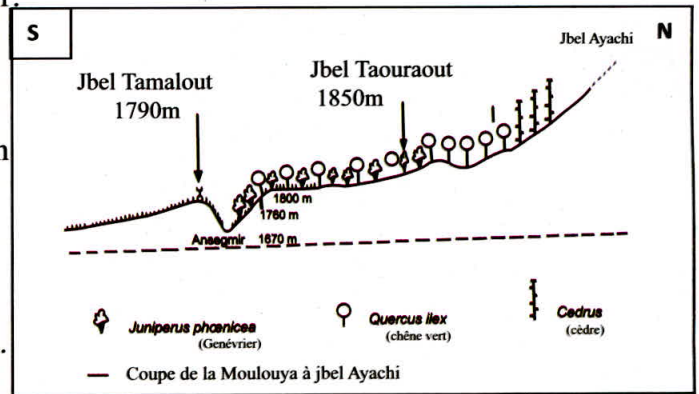 S
N
Jbel Ayachi
Jbel Tamalout
1790m
Jbel Taouraout
1850m
1800 m
1760 m
Ansegmir 1670 m
Juniperus phœnicea
(Genévrier)
Quercus ilex
(chêne vert)
Cedrus
(cèdre)
Coupe de la Moulouya à jbel Ayachi